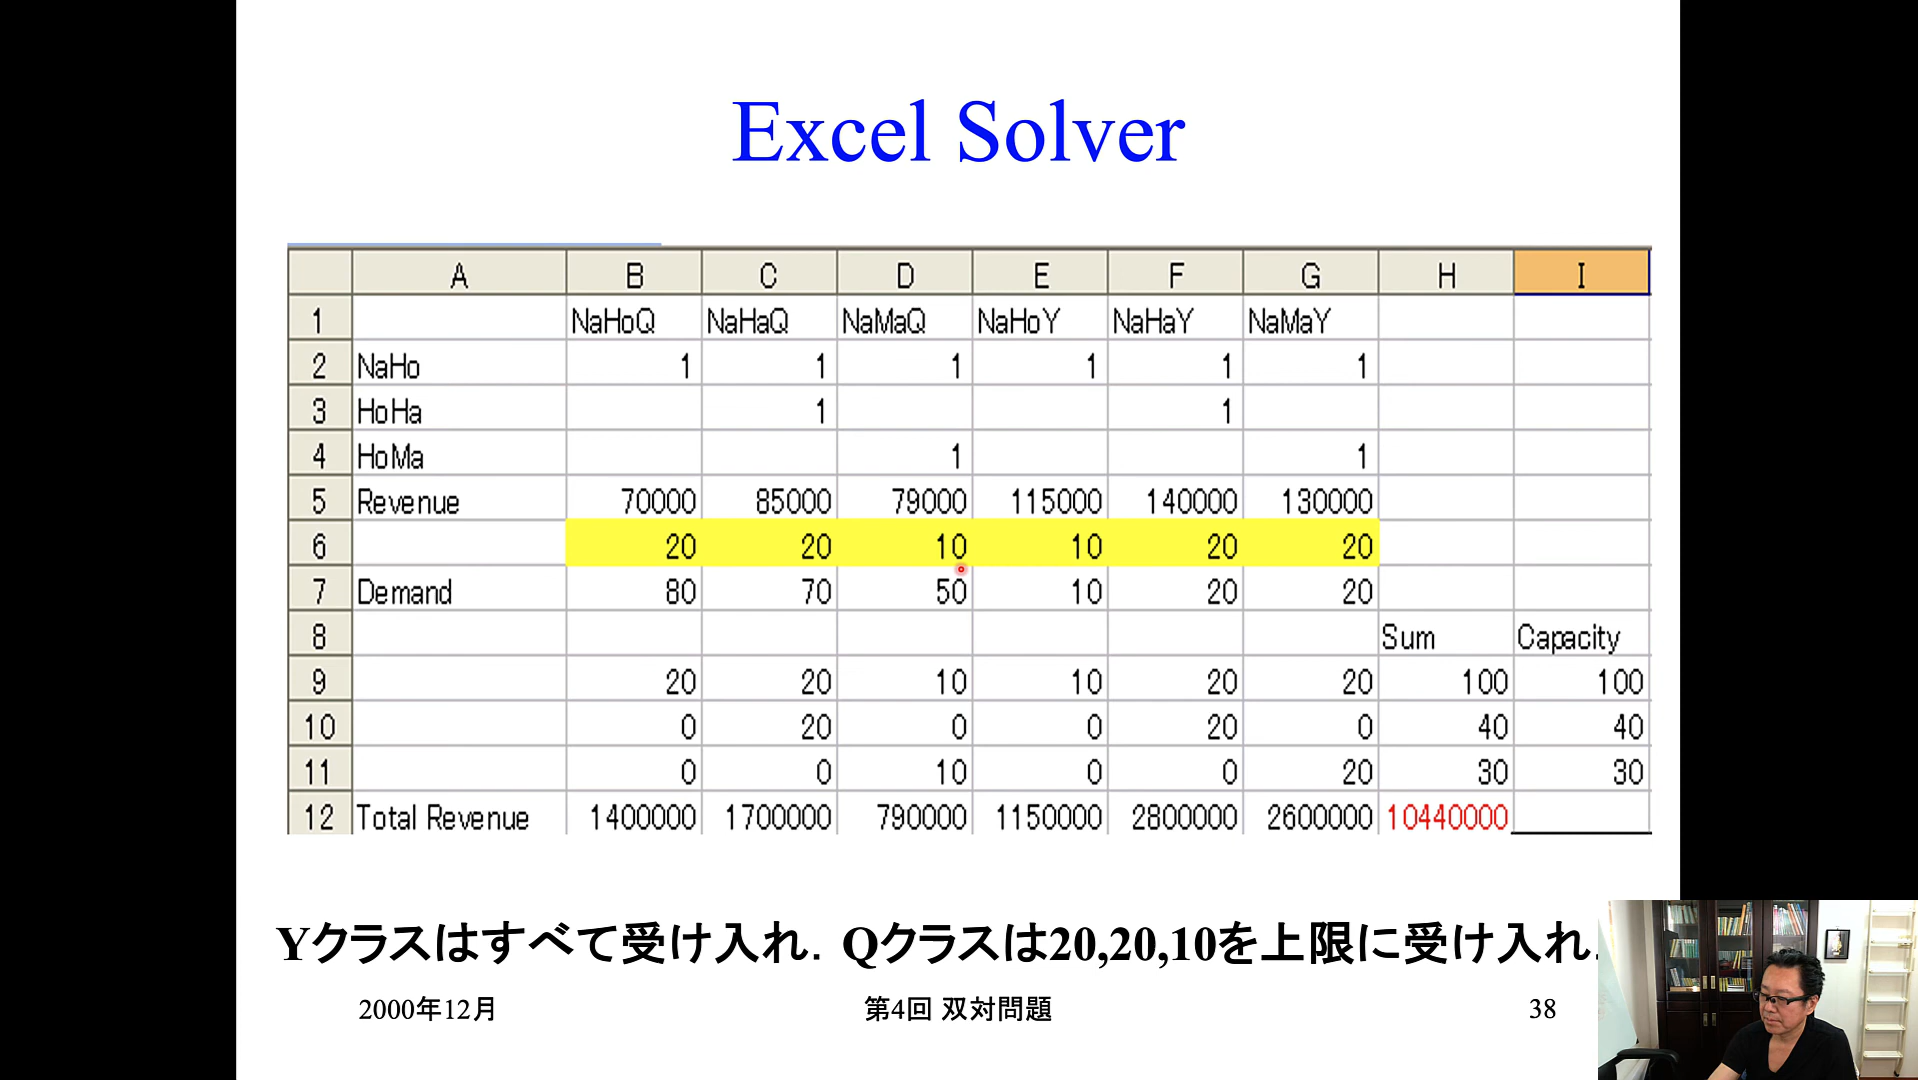 Excel Solver
A B C D E F G H I
1 NaHoQ NaHaQ NaMaQ NaHoY NaHaY NaMaY
2 NaHo 1 1 1 1 1 1
3 HoHa 1 1
4 HoMa 1 1
5 Revenue 70000 85000 79000 115000 140000 130000
6 20 20 10 10 20 20
7 Demand 80 70 50 10 20 20
8 Sum Capacity
9 20 20 10 10 20 20 100 100
10 0 20 0 0 20 0 40 40
11 0 0 10 0 0 20 30 30
12 Total Revenue 1400000 1700000 790000 1150000 2800000 2600000 10440000
Yクラスはすべて受け入れ．Qクラスは20,20,10を上限に受け入れ．
2000年12月 第4回 双対問題 38